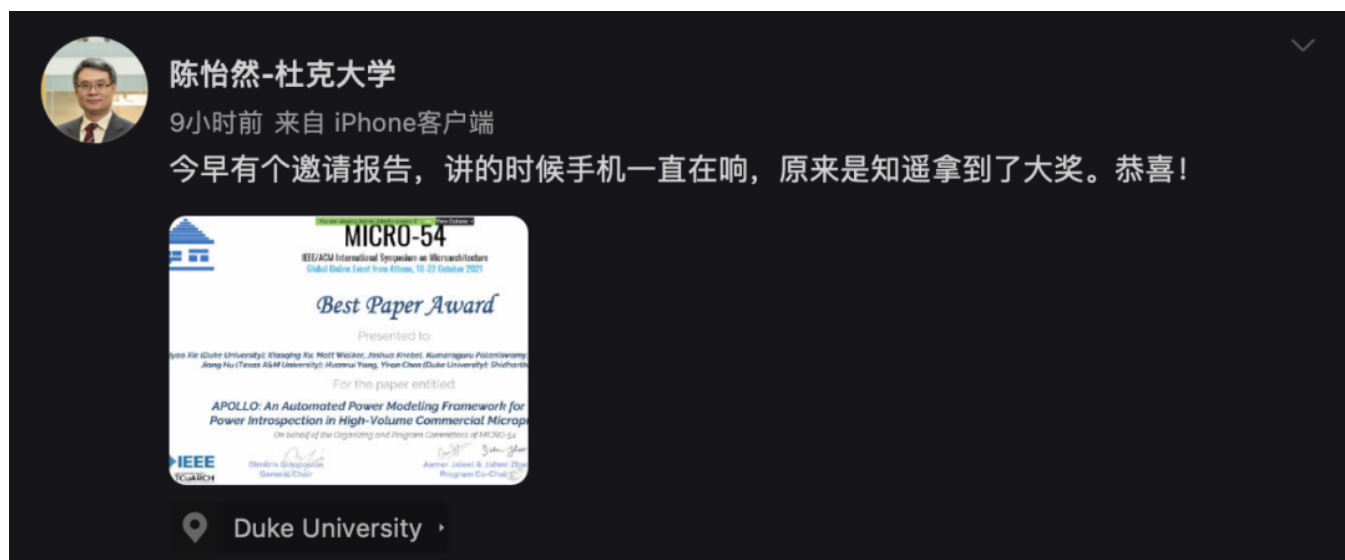 陈怡然-杜克大学
9小时前 来自 iPhone客户端
今早有个邀请报告，讲的时候手机一直在响，原来是知遥拿到了大奖。恭喜！
MICRO-54
IEEE/ACM International Symposium on Microarchitecture
Global Online Event from Athens, 18-22 October 2021
Best Paper Award
Presented to:
Xie (Duke University); Xiaoqing Xu, Matt Walker, Joshua Knebel, Kumaraguru Palaniswamy
Jiang Hu (Texas A&M University); Huanrui Yang, Yiran Chen (Duke University);
For the paper entitled:
APOLLO: An Automated Power Modeling Framework for
Power Introspection in High-Volume Commercial Microp
On behalf of the Organizing and Program Committees of MICRO-54
IEEE
TCuARCH
Dimitris Gizopoulos
General Chair
Aamer Jaleel & Jishen
Program Co-Chairs
Duke University